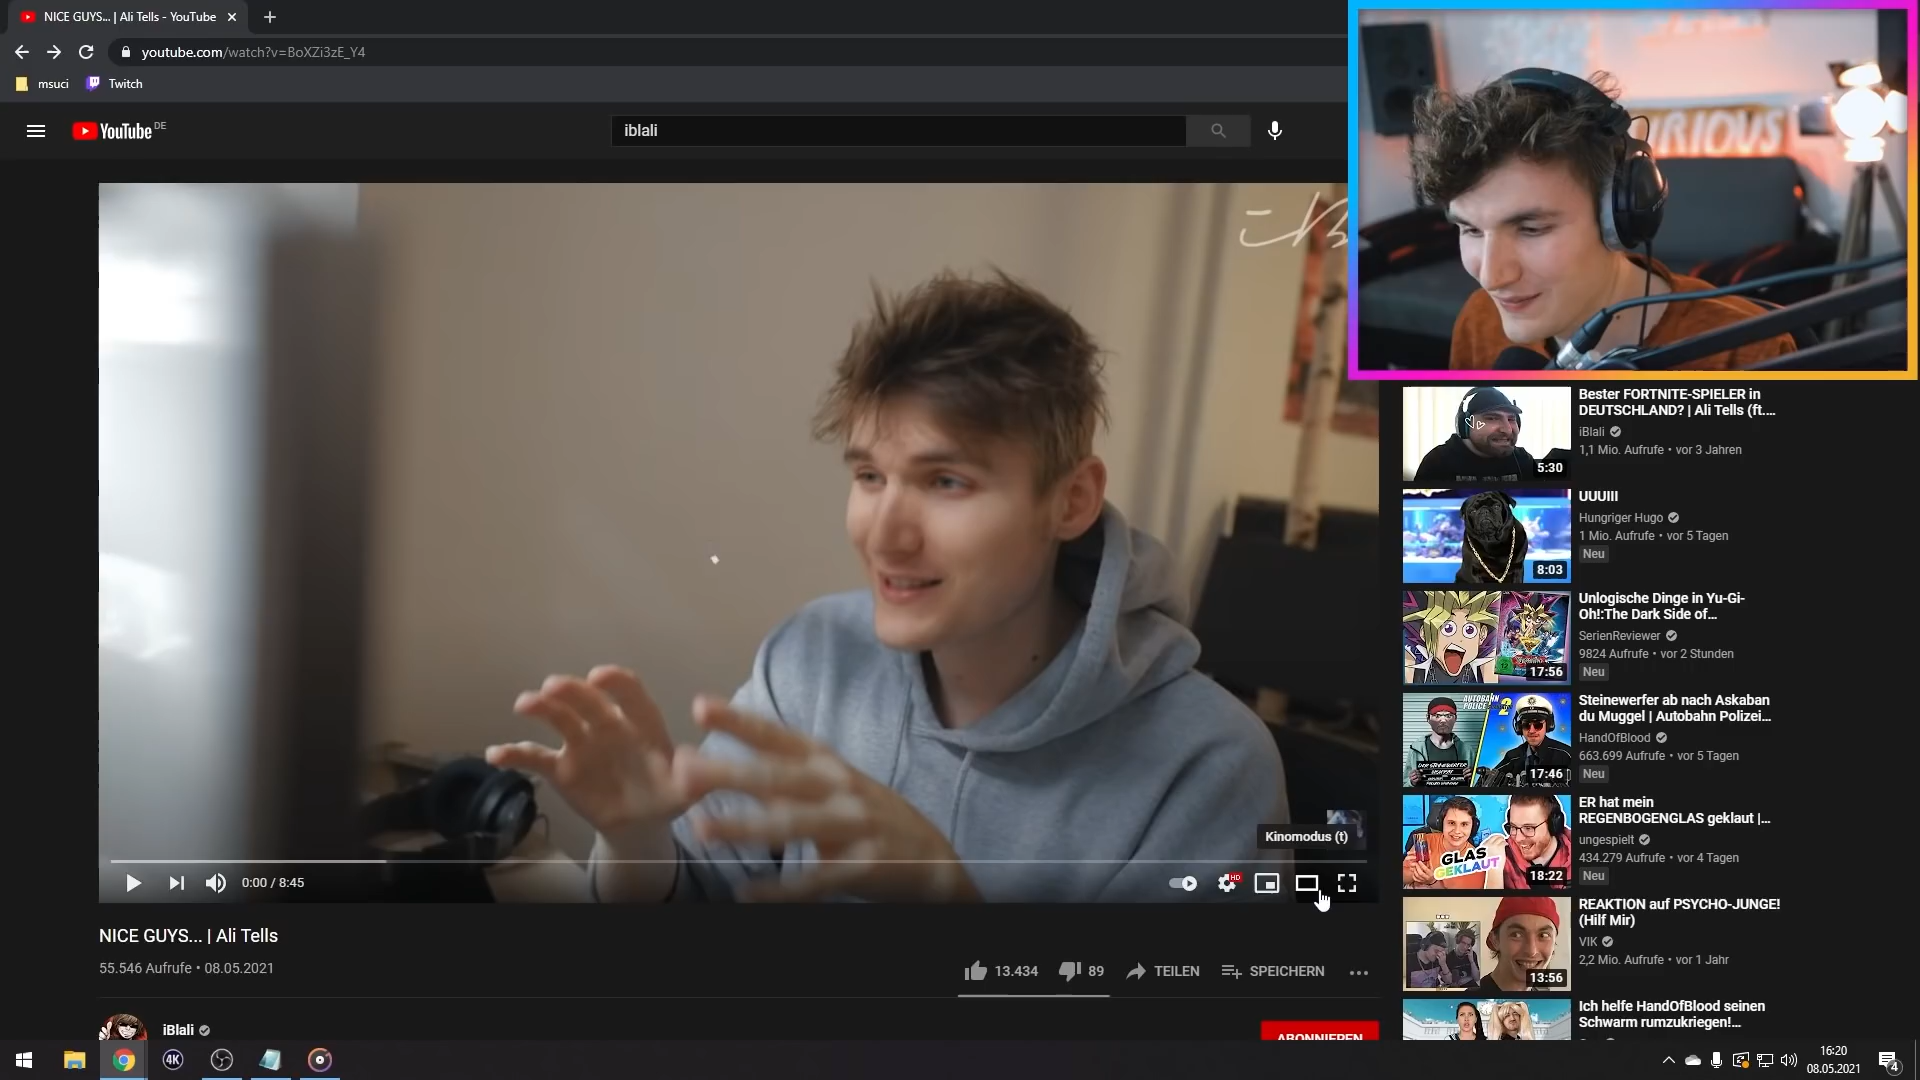 NICE GUYS... | Ali Tells - YouTube
youtube.com/watch?v=BoXZi3zE_Y4
msuci
Twitch
YouTube DE
iblali
Kinomodus (t)
0:00 / 8:45
HD
NICE GUYS... | Ali Tells
55.546 Aufrufe • 08.05.2021
13.434
89
TEILEN
SPEICHERN
iBlali
ABONNIEREN
Bester FORTNITE-SPIELER in
DEUTSCHLAND? | Ali Tells (ft....
iBlali
1,1 Mio. Aufrufe • vor 3 Jahren
5:30
UUUIII
Hungriger Hugo
1 Mio. Aufrufe • vor 5 Tagen
Neu
8:03
Unlogische Dinge in Yu-Gi-
Oh!:The Dark Side of...
SerienReviewer
9824 Aufrufe • vor 2 Stunden
Neu
17:56
Steinewerfer ab nach Askaban
du Muggel | Autobahn Polizei...
HandOfBlood
663.699 Aufrufe • vor 5 Tagen
Neu
AUTOBAHN
POLIZEI
2
17:46
ER hat mein
REGENBOGENGLAS geklaut |...
ungespielt
434.279 Aufrufe • vor 4 Tagen
Neu
GLAS
GEKLAUT
18:22
REAKTION auf PSYCHO-JUNGE!
(Hilf Mir)
VIK
2,2 Mio. Aufrufe • vor 1 Jahr
13:56
Ich helfe HandOfBlood seinen
Schwarm rumzukriegen!...
4K
16:20
08.05.2021
4